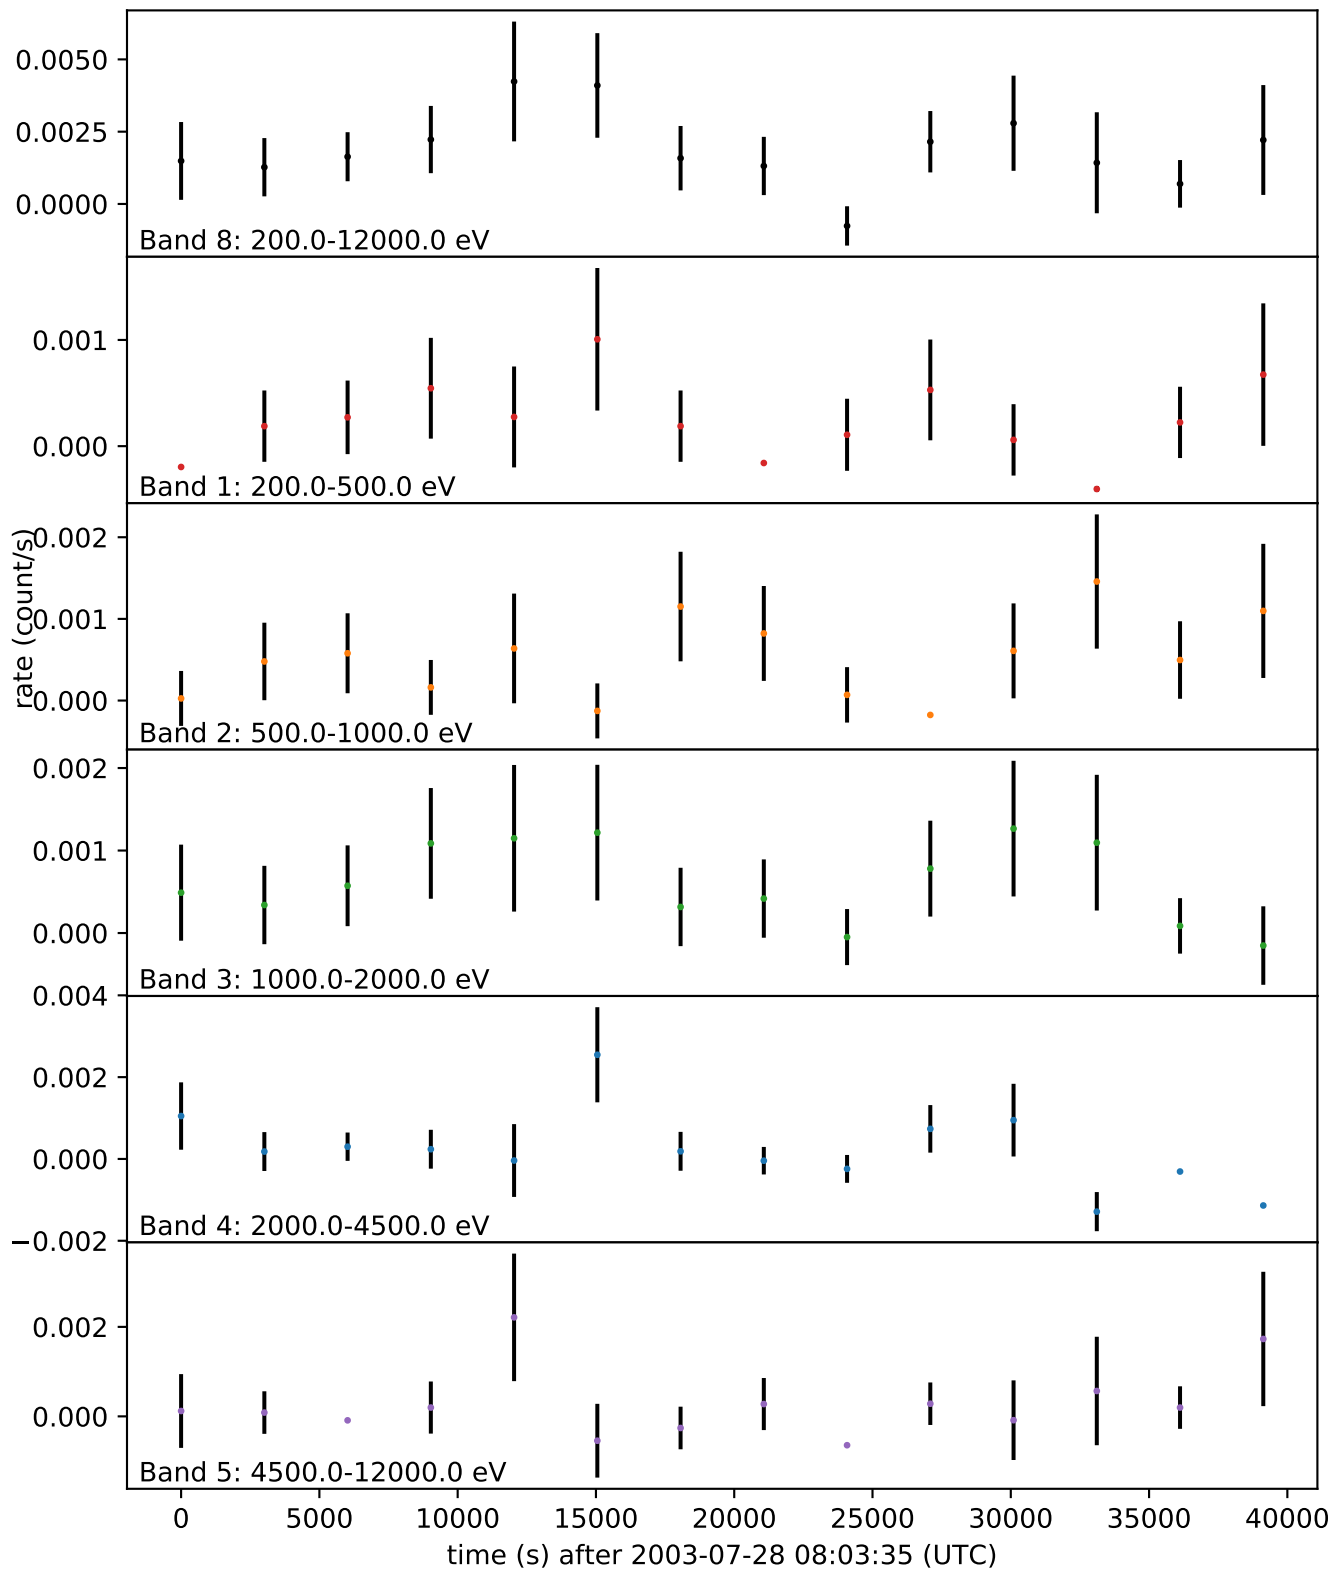 0.0050
0.0025
0.0000
Band 8: 200.0-12000.0 eV
0.001
0.000
Band 1: 200.0-500.0 eV
rate (count/s)
0.002
0.001
0.000
Band 2: 500.0-1000.0 eV
0.002
0.001
0.000
Band 3: 1000.0-2000.0 eV
0.004
0.002
0.000
−0.002
Band 4: 2000.0-4500.0 eV
0.002
0.000
Band 5: 4500.0-12000.0 eV
0 5000 10000 15000 20000 25000 30000 35000 40000
time (s) after 2003-07-28 08:03:35 (UTC)